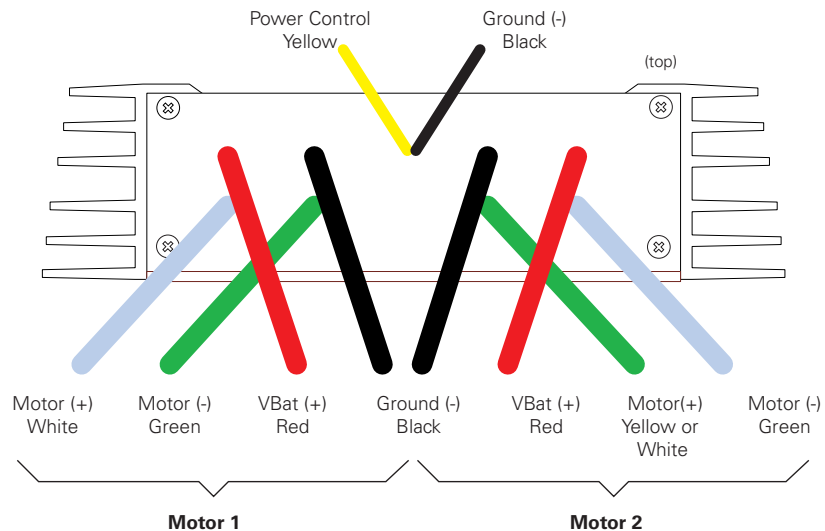 Power Control
Yellow
Ground (-)
Black
(top)
Motor (+)
White
Motor (-)
Green
VBat (+)
Red
Ground (-)
Black
VBat (+)
Red
Motor(+)
Yellow or
White
Motor (-)
Green
Motor 1
Motor 2